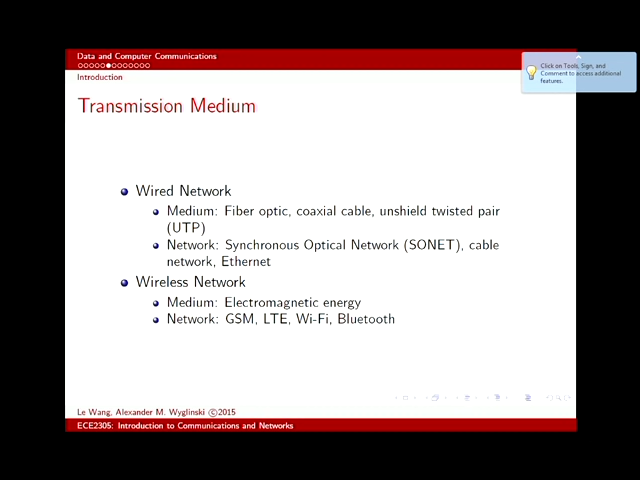 Data and Computer Communications
Introduction
Click on Tools, Sign, and
Comment to access additional
features.
Transmission Medium
Wired Network
Medium: Fiber optic, coaxial cable, unshield twisted pair
(UTP)
Network: Synchronous Optical Network (SONET), cable
network, Ethernet
Wireless Network
Medium: Electromagnetic energy
Network: GSM, LTE, Wi-Fi, Bluetooth
Le Wang, Alexander M. Wyglinski ©2015
ECE2305: Introduction to Communications and Networks